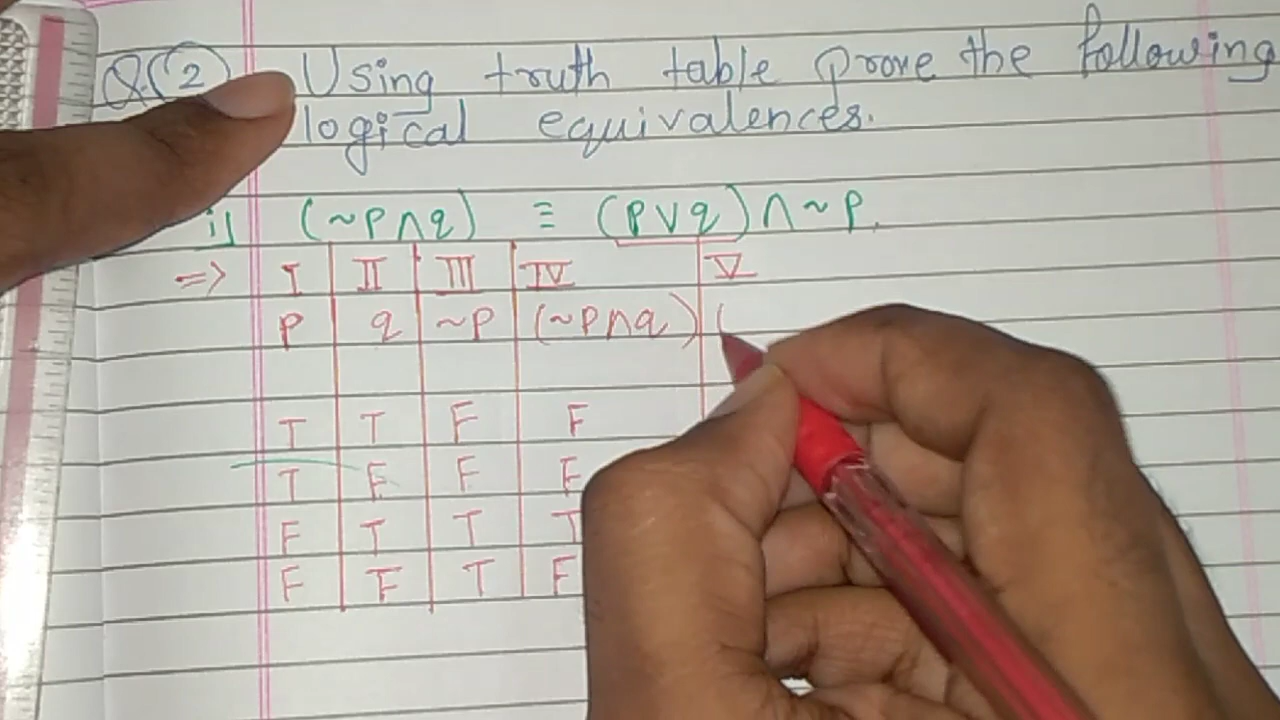 Q(2) Using truth table prove the following
logical equivalences.
i) (~p∧q) ≡ (p∨q)∧~p.
=> I II III IV V
p q ~p (~p∧q) (
T T F F
T F F F
F T T T
F F T F